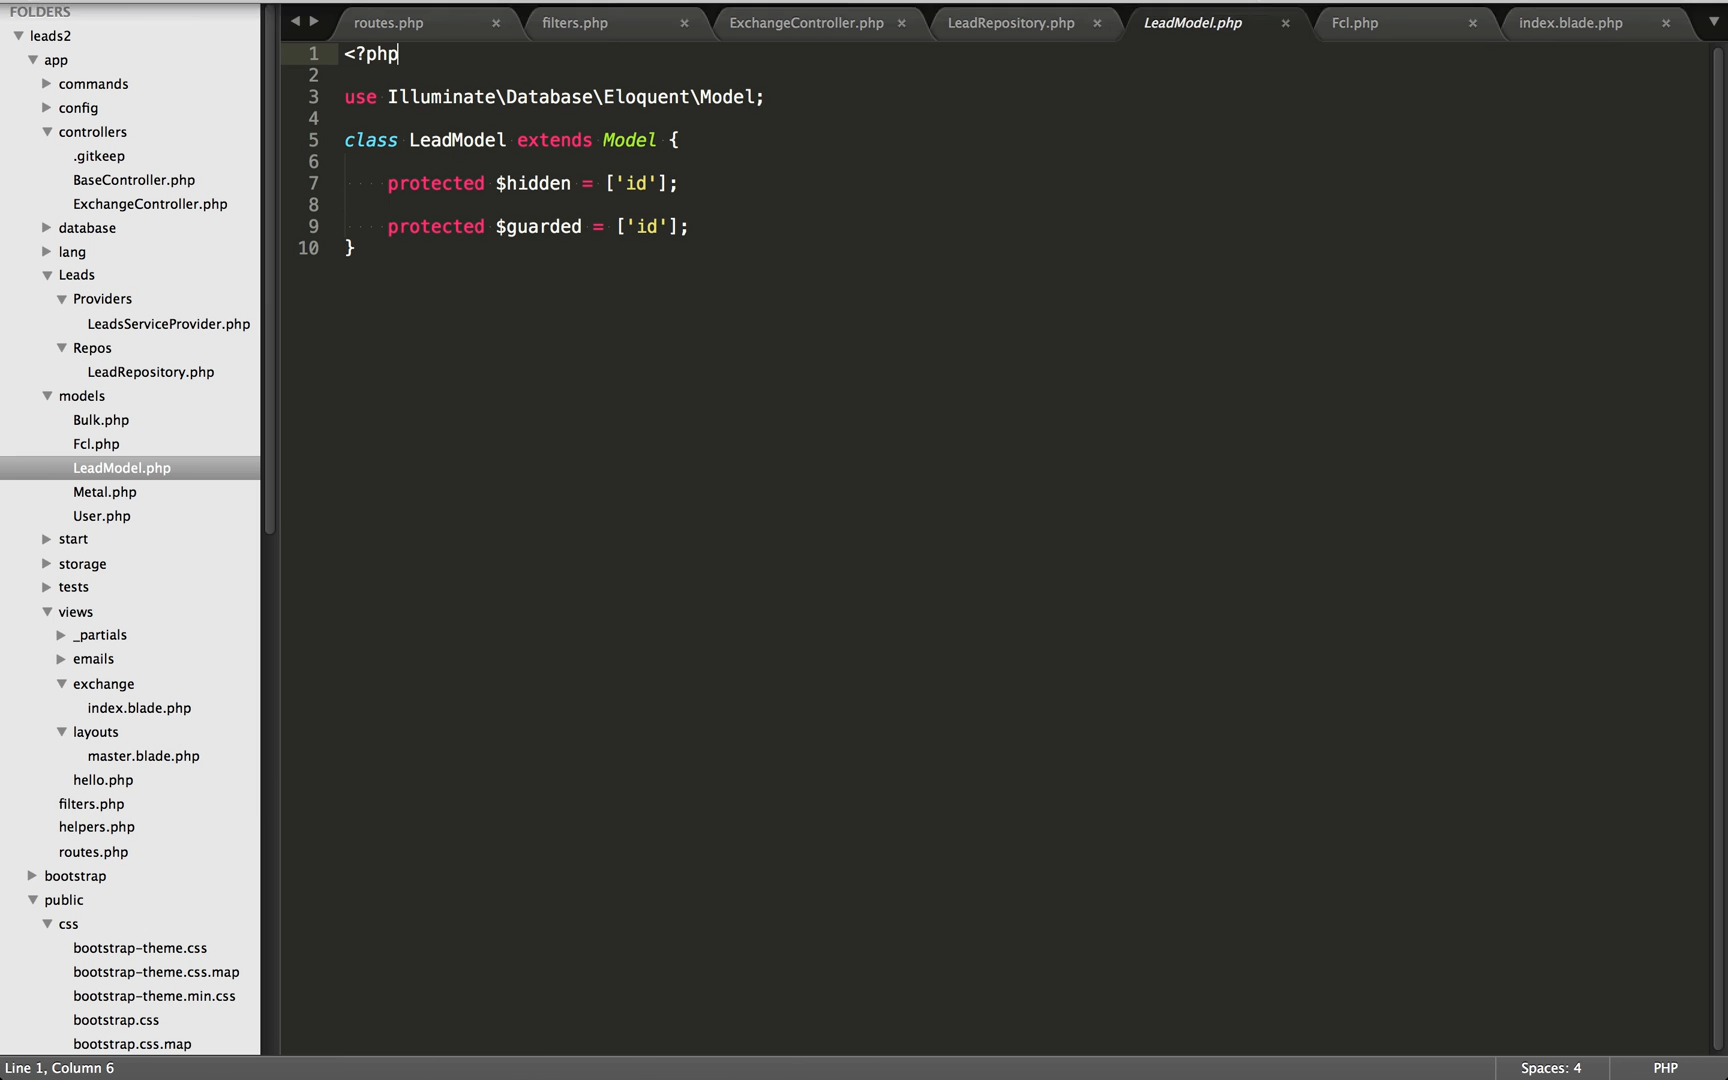 FOLDERS
leads2
app
commands
config
controllers
.gitkeep
BaseController.php
ExchangeController.php
database
lang
Leads
Providers
LeadsServiceProvider.php
Repos
LeadRepository.php
models
Bulk.php
Fcl.php
LeadModel.php
Metal.php
User.php
start
storage
tests
views
_partials
emails
exchange
index.blade.php
layouts
master.blade.php
hello.php
filters.php
helpers.php
routes.php
bootstrap
public
css
bootstrap-theme.css
bootstrap-theme.css.map
bootstrap-theme.min.css
bootstrap.css
bootstrap.css.map
routes.php × filters.php × ExchangeController.php × LeadRepository.php × LeadModel.php × Fcl.php × index.blade.php ×
1 <?php
2
3 use Illuminate\Database\Eloquent\Model;
4
5 class LeadModel extends Model {
6
7 protected $hidden = ['id'];
8
9 protected $guarded = ['id'];
10 }
Line 1, Column 6 Spaces: 4 PHP